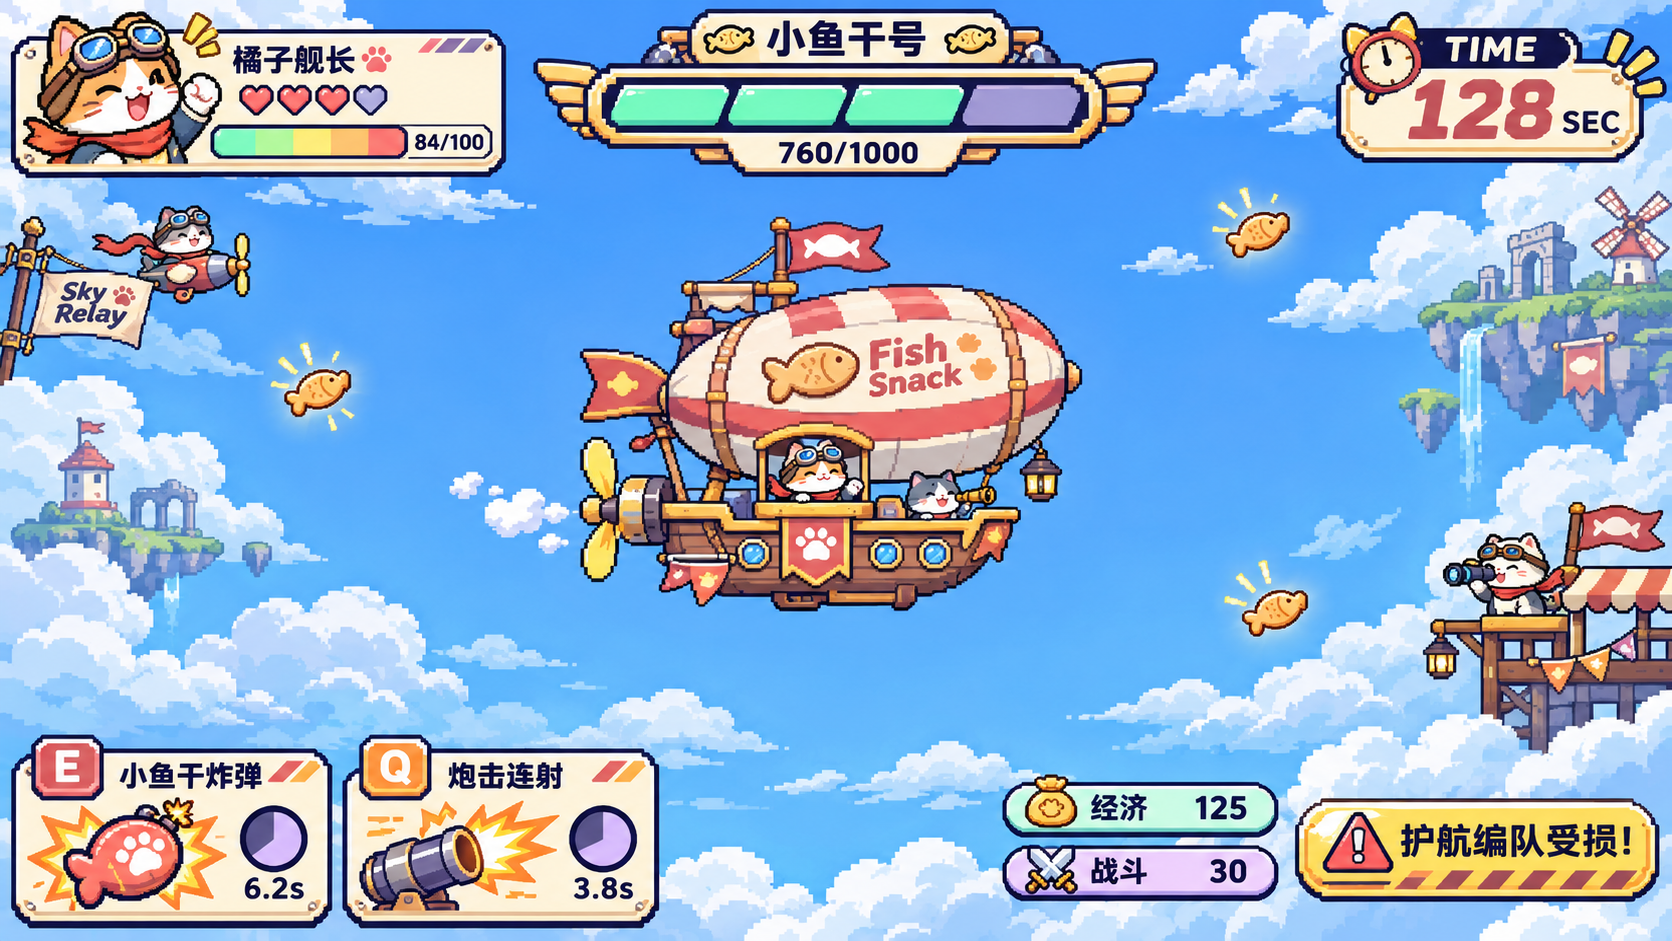 橘子舰长
84/100
小鱼干号
760/1000
TIME
128 SEC
Sky
Relay
Fish
Snack
E
小鱼干炸弹
6.2s
Q
炮击连射
3.8s
经济 125
战斗 30
护航编队受损!